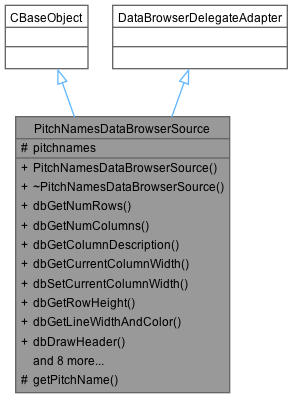 CBaseObject
DataBrowserDelegateAdapter
PitchNamesDataBrowserSource
# pitchnames
+ PitchNamesDataBrowserSource()
+ ~PitchNamesDataBrowserSource()
+ dbGetNumRows()
+ dbGetNumColumns()
+ dbGetColumnDescription()
+ dbGetCurrentColumnWidth()
+ dbSetCurrentColumnWidth()
+ dbGetRowHeight()
+ dbGetLineWidthAndColor()
+ dbDrawHeader()
and 8 more...
# getPitchName()